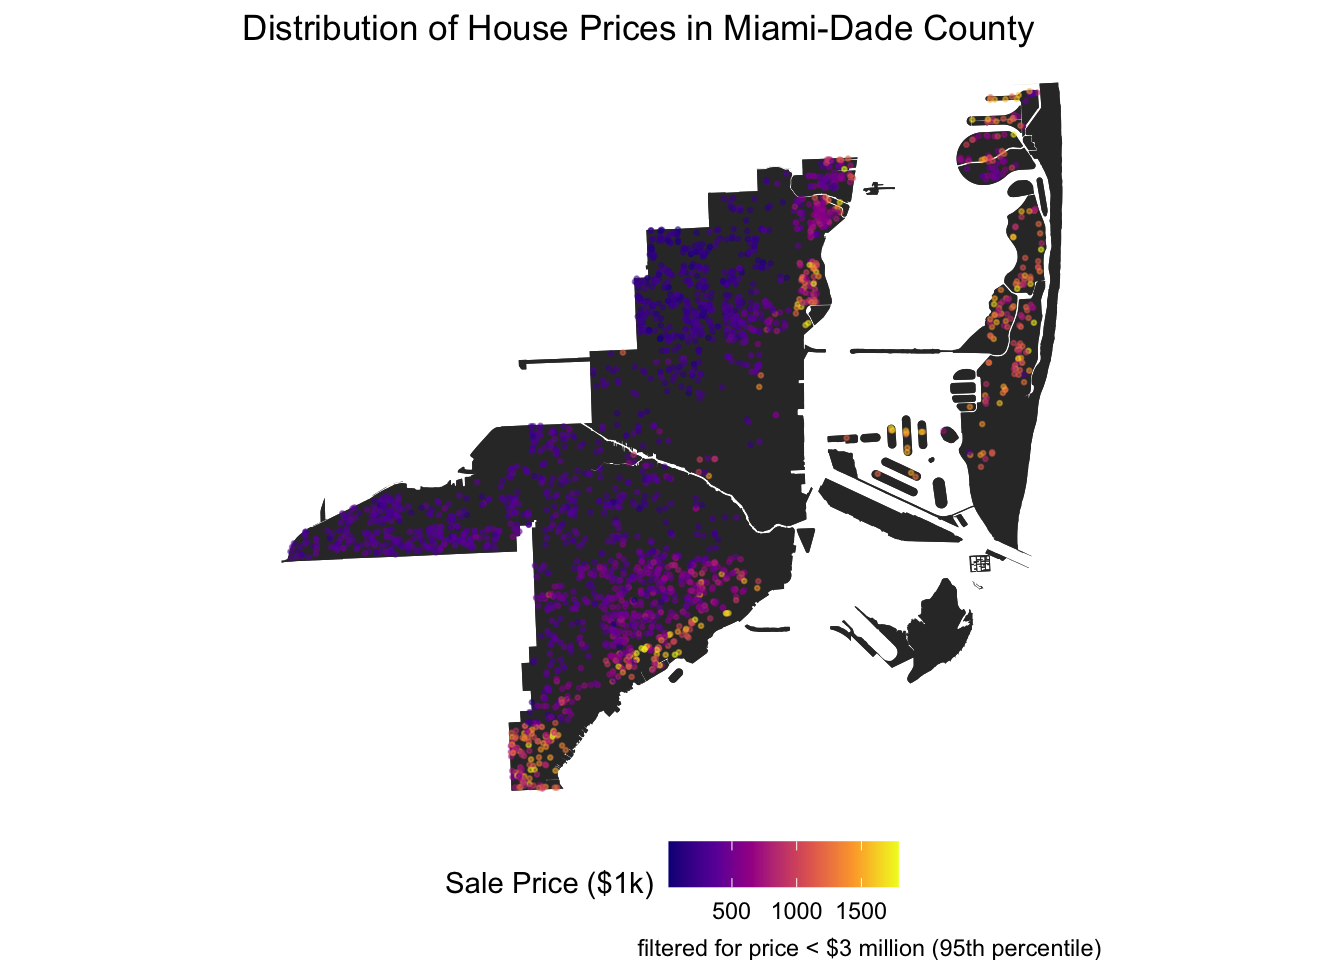 Distribution of House Prices in Miami-Dade County
Sale Price ($1k)
500 1000 1500
filtered for price < $3 million (95th percentile)